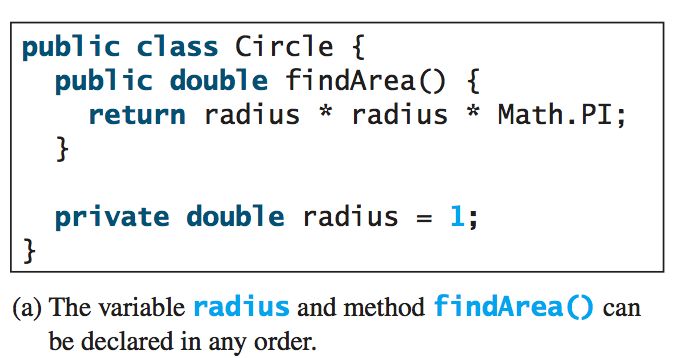 public class Circle {
  public double findArea() {
    return radius * radius * Math.PI;
  }

  private double radius = 1;
}
(a) The variable radius and method findArea() can
be declared in any order.